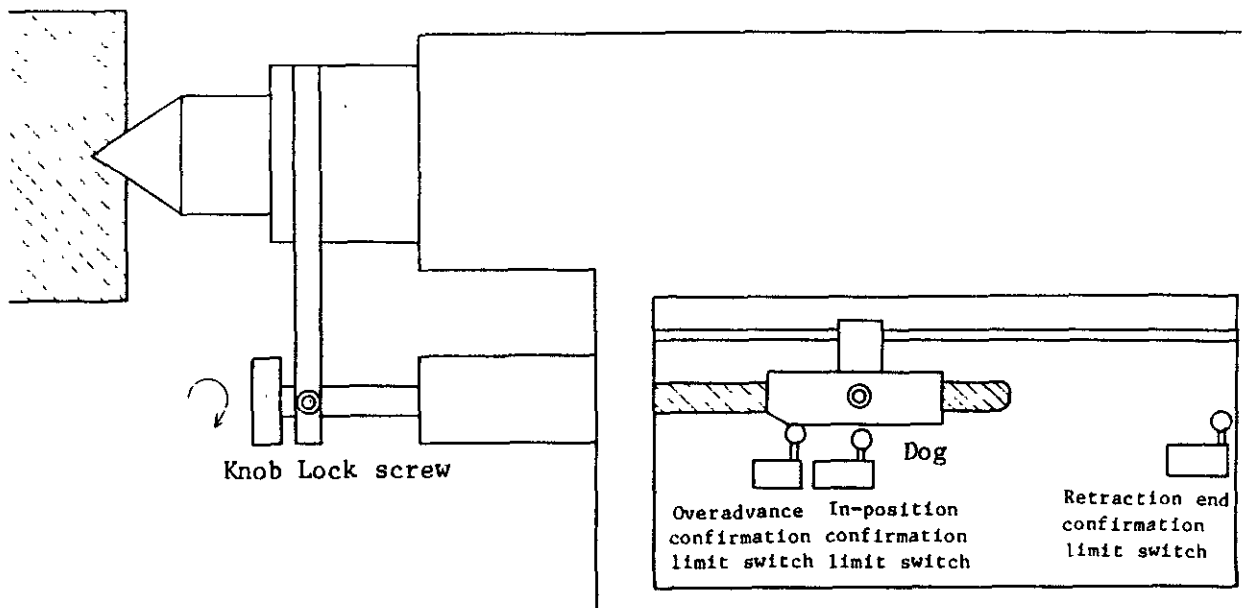 Knob Lock screw
Dog
Overadvance
confirmation
limit switch
In-position
confirmation
limit switch
Retraction end
confirmation
limit switch